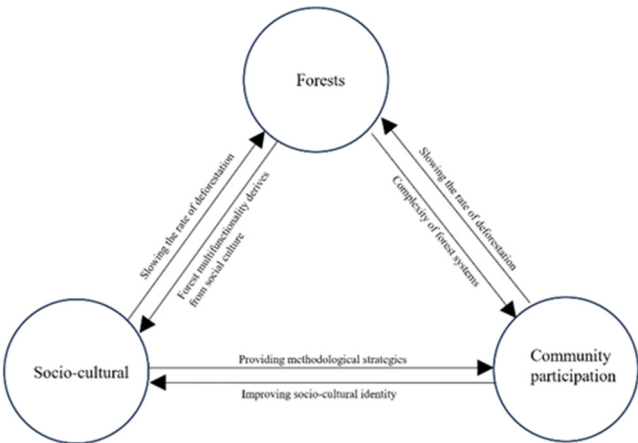 Forests
Slowing the rate of deforestation
Forest multifunctionality derives
from social culture
Complexity of forest systems
Slowing the rate of deforestation
Socio-cultural
Providing methodological strategics
Improving socio-cultural identity
Community
participation